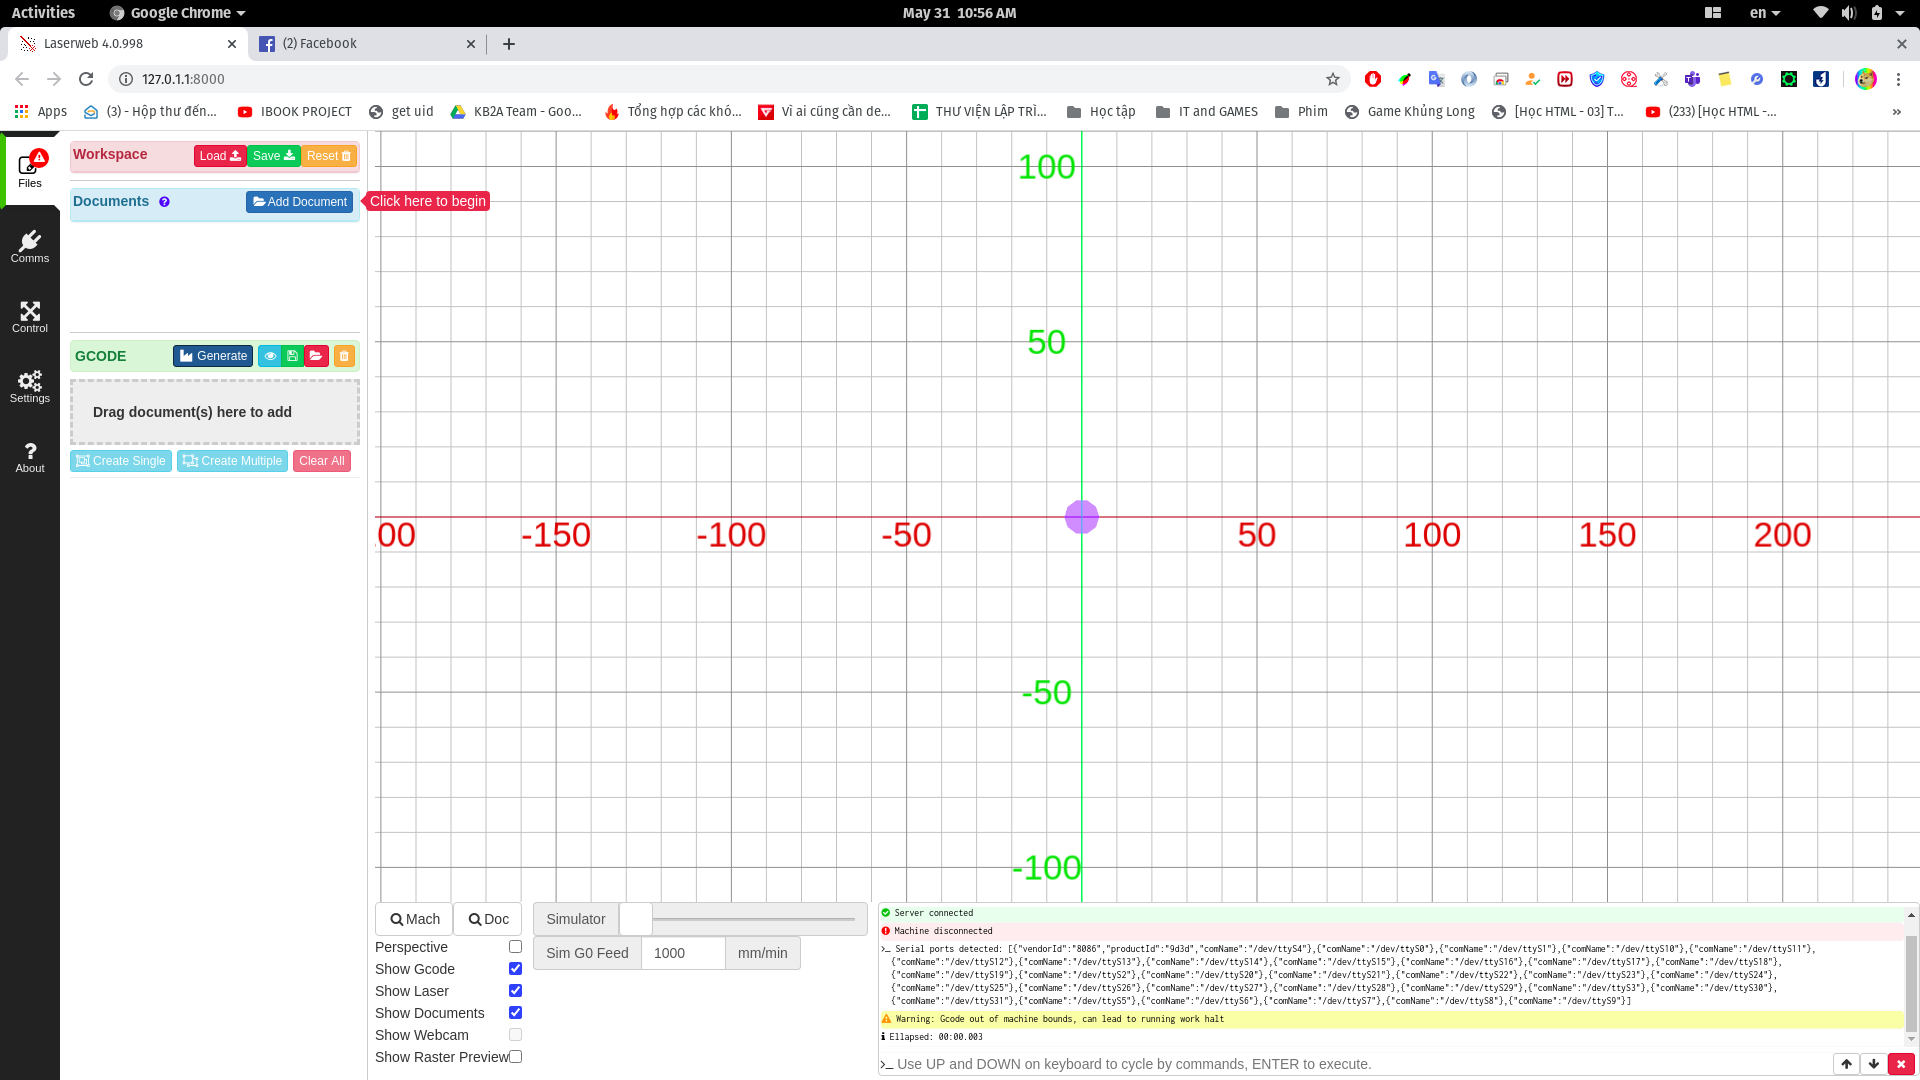 Activities
Google Chrome
May 31  10:56 AM
en
Laserweb 4.0.998
(2) Facebook
127.0.1.1:8000
Apps
(3) - Hộp thư đến...
IBOOK PROJECT
get uid
KB2A Team - Goo...
Tổng hợp các khó...
Vì ai cũng cần de...
THƯ VIỆN LẬP TRÌ...
Học tập
IT and GAMES
Phim
Game Khủng Long
[Học HTML - 03] T...
(233) [Học HTML -...
»
Files
Comms
Control
Settings
About
Workspace
Load
Save
Reset
Documents
Add Document
Click here to begin
GCODE
Generate
Drag document(s) here to add
Create Single
Create Multiple
Clear All
100
50
-50
-100
00
-150
-100
-50
50
100
150
200
Mach
Doc
Perspective
Show Gcode
Show Laser
Show Documents
Show Webcam
Show Raster Preview
Simulator
Sim G0 Feed
1000
mm/min
Server connected
Machine disconnected
Serial ports detected: [{"vendorId":"8086","productId":"9d3d","comName":"/dev/ttyS4"},{"comName":"/dev/ttyS0"},{"comName":"/dev/ttyS1"},{"comName":"/dev/ttyS10"},{"comName":"/dev/ttyS11"},
{"comName":"/dev/ttyS12"},{"comName":"/dev/ttyS13"},{"comName":"/dev/ttyS14"},{"comName":"/dev/ttyS15"},{"comName":"/dev/ttyS16"},{"comName":"/dev/ttyS17"},{"comName":"/dev/ttyS18"},
{"comName":"/dev/ttyS19"},{"comName":"/dev/ttyS2"},{"comName":"/dev/ttyS20"},{"comName":"/dev/ttyS21"},{"comName":"/dev/ttyS22"},{"comName":"/dev/ttyS23"},{"comName":"/dev/ttyS24"},
{"comName":"/dev/ttyS25"},{"comName":"/dev/ttyS26"},{"comName":"/dev/ttyS27"},{"comName":"/dev/ttyS28"},{"comName":"/dev/ttyS29"},{"comName":"/dev/ttyS3"},{"comName":"/dev/ttyS30"},
{"comName":"/dev/ttyS31"},{"comName":"/dev/ttyS5"},{"comName":"/dev/ttyS6"},{"comName":"/dev/ttyS7"},{"comName":"/dev/ttyS8"},{"comName":"/dev/ttyS9"}]
Warning: Gcode out of machine bounds, can lead to running work halt
Ellapsed: 00:00.003
Use UP and DOWN on keyboard to cycle by commands, ENTER to execute.